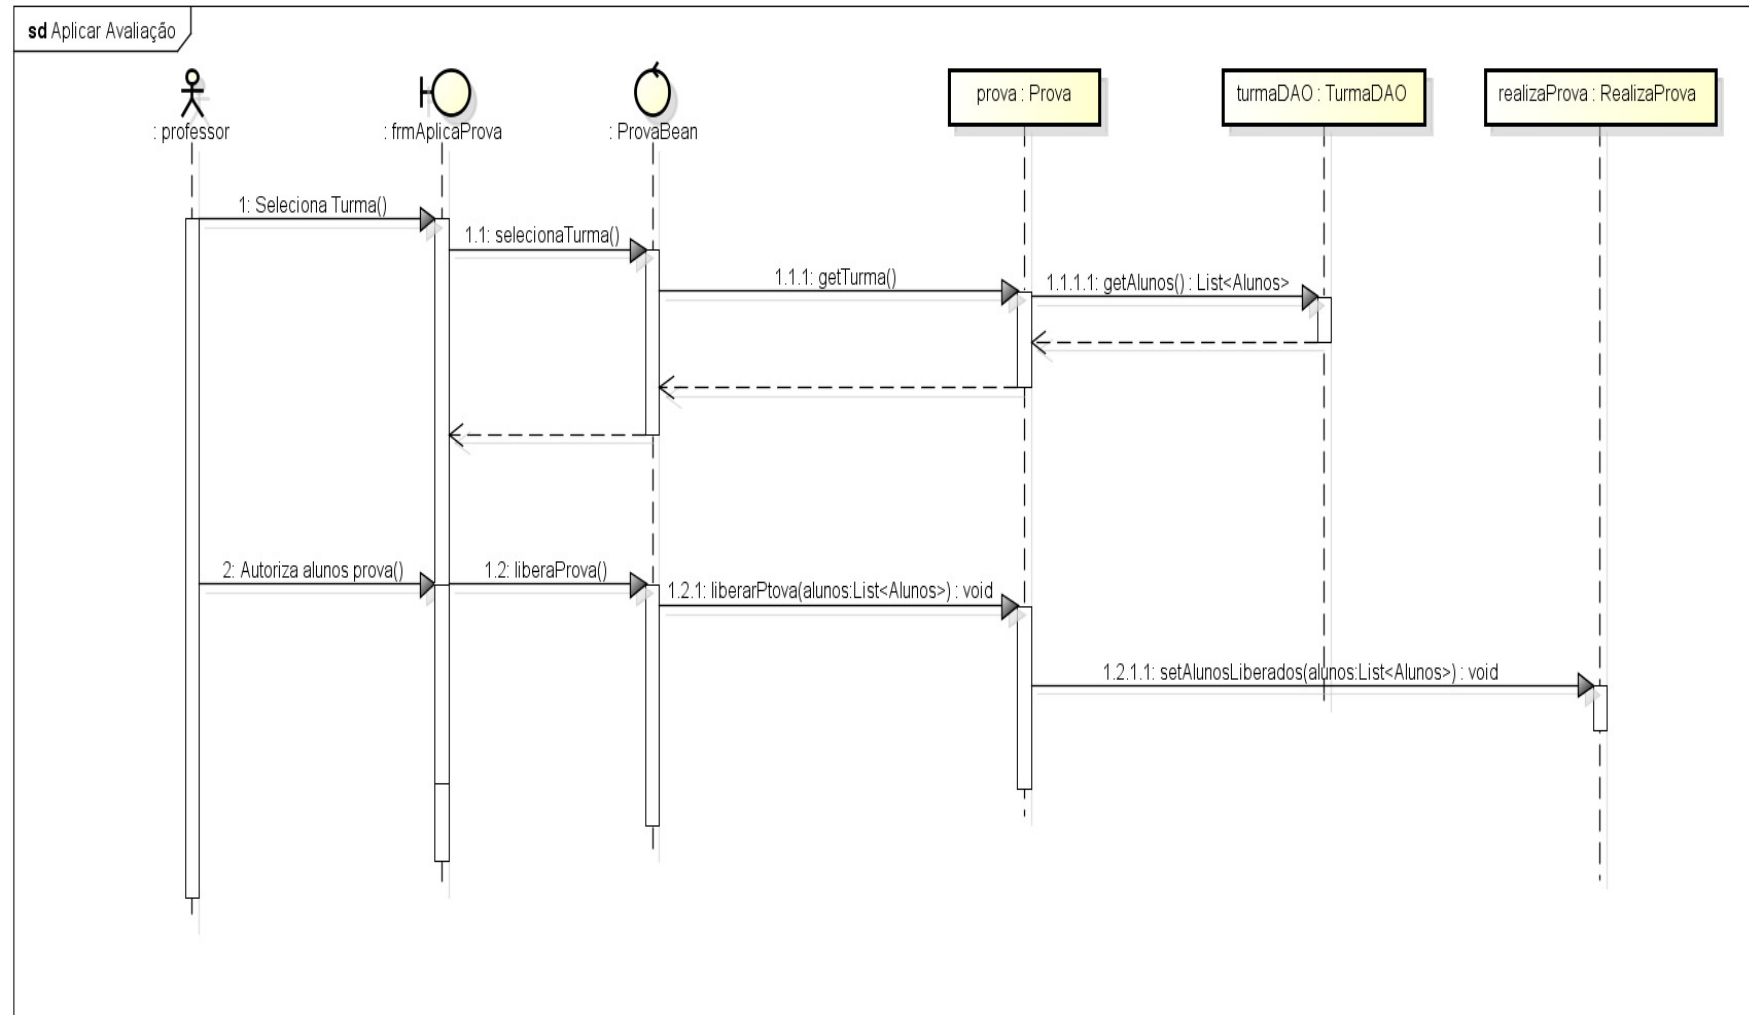 sd Aplicar Avaliação
: professor
: frmAplicaProva
: ProvaBean
prova : Prova
turmaDAO : TurmaDAO
realizaProva : RealizaProva
1: Seleciona Turma()
1.1: selecionaTurma()
1.1.1: getTurma()
1.1.1.1: getAlunos() : List<Alunos>
2: Autoriza alunos prova()
1.2: liberaProva()
1.2.1: liberarPtova(alunos:List<Alunos>) : void
1.2.1.1: setAlunosLiberados(alunos:List<Alunos>) : void